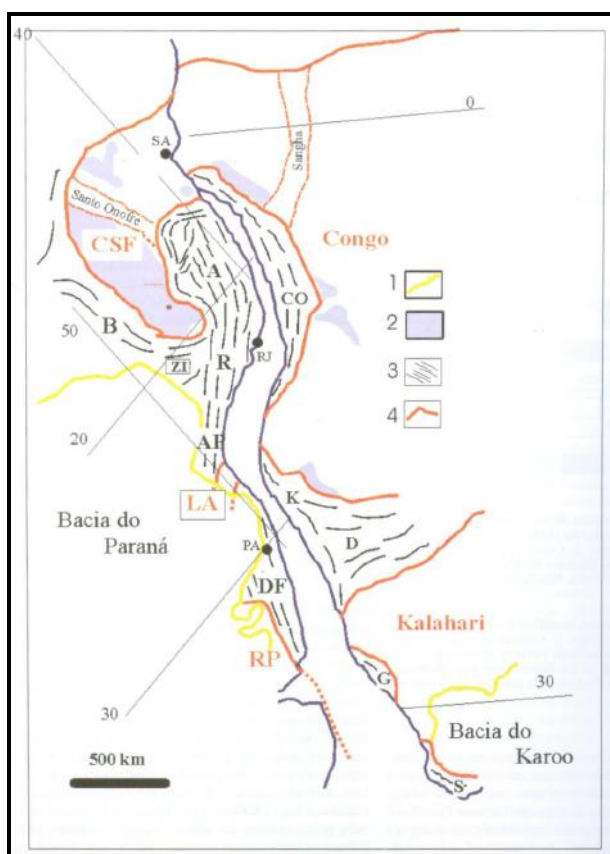 40
0
SA
Sangha
Santo Onofre
CSF
Congo
A
CO
1
2
3
4
B
50
ZI
R
RJ
20
AP
LA
K
Bacia do
Paraná
PA
D
DF
Kalahari
RP
G
30
30
Bacia do
Karoo
500 km
S